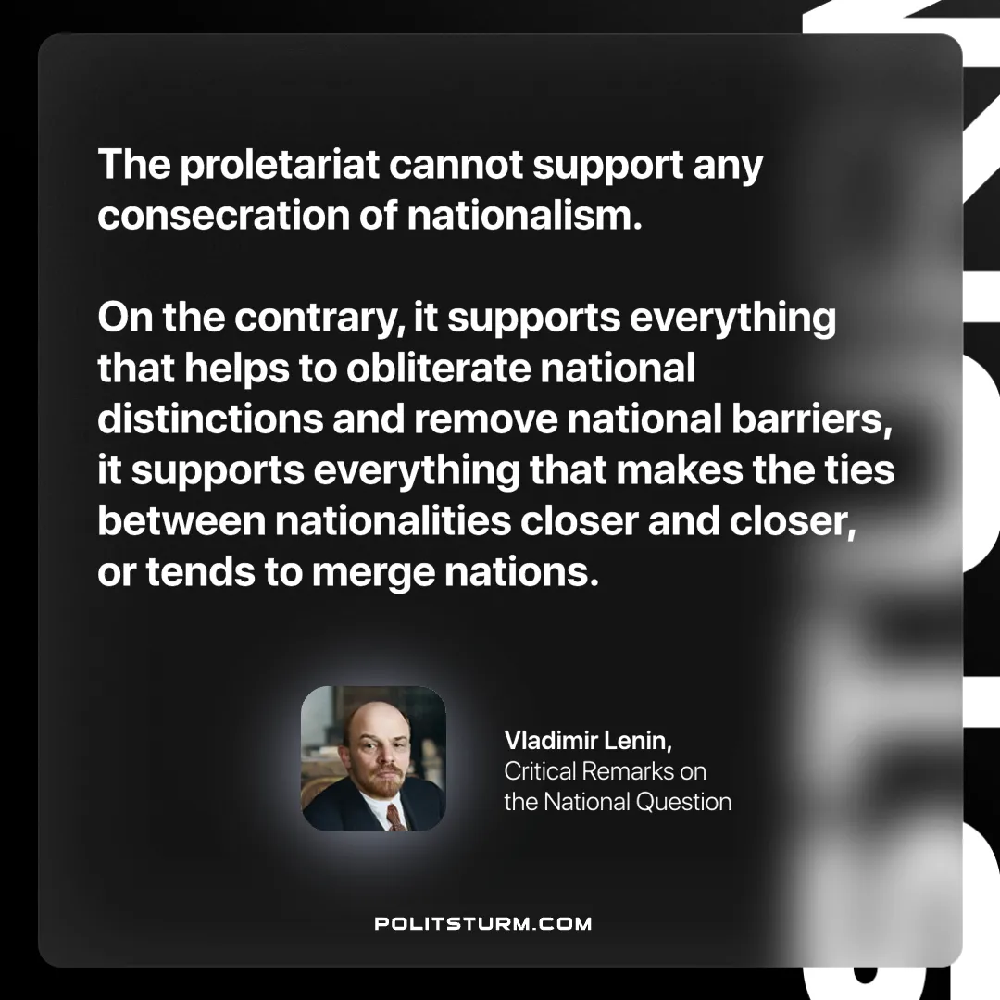 The proletariat cannot support any
consecration of nationalism.
On the contrary, it supports everything
that helps to obliterate national
distinctions and remove national barriers,
it supports everything that makes the ties
between nationalities closer and closer,
or tends to merge nations.
Vladimir Lenin,
Critical Remarks on
the National Question
POLITSTURM.COM